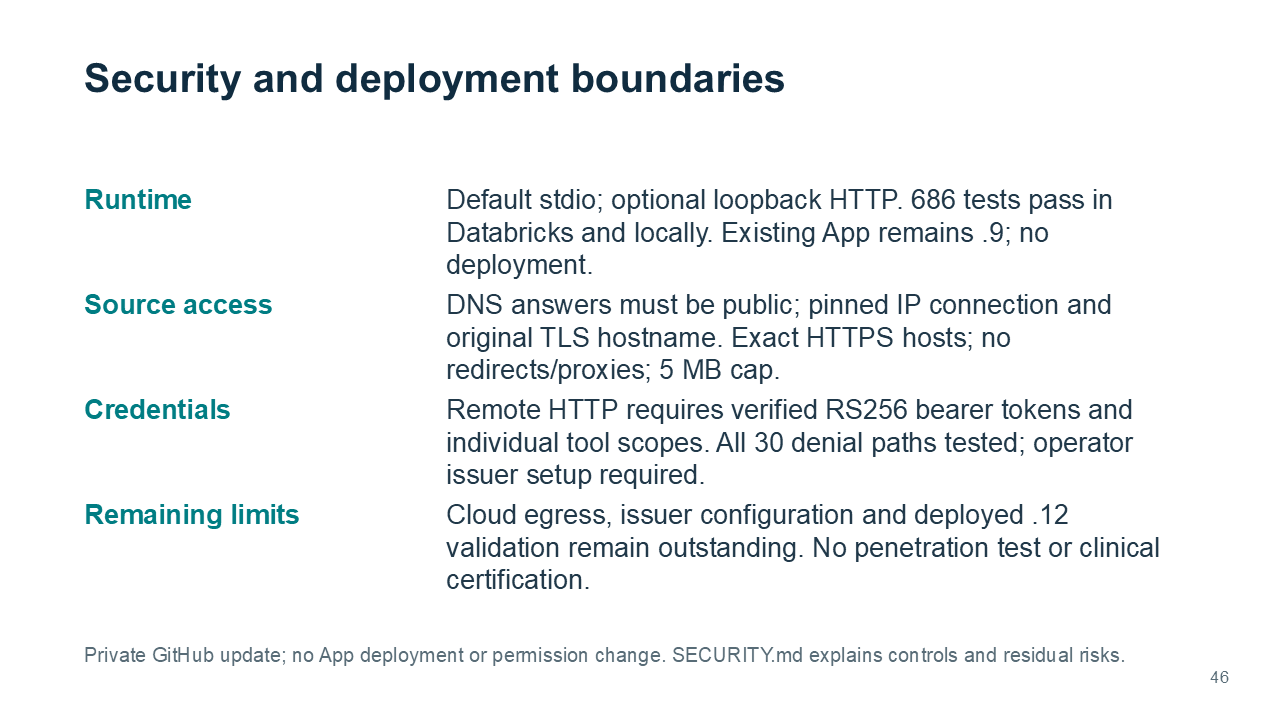 Security and deployment boundaries
Runtime
Default stdio; optional loopback HTTP. 686 tests pass in
Databricks and locally. Existing App remains .9; no
deployment.
Source access
DNS answers must be public; pinned IP connection and
original TLS hostname. Exact HTTPS hosts; no
redirects/proxies; 5 MB cap.
Credentials
Remote HTTP requires verified RS256 bearer tokens and
individual tool scopes. All 30 denial paths tested; operator
issuer setup required.
Remaining limits
Cloud egress, issuer configuration and deployed .12
validation remain outstanding. No penetration test or clinical
certification.
Private GitHub update; no App deployment or permission change. SECURITY.md explains controls and residual risks.
46